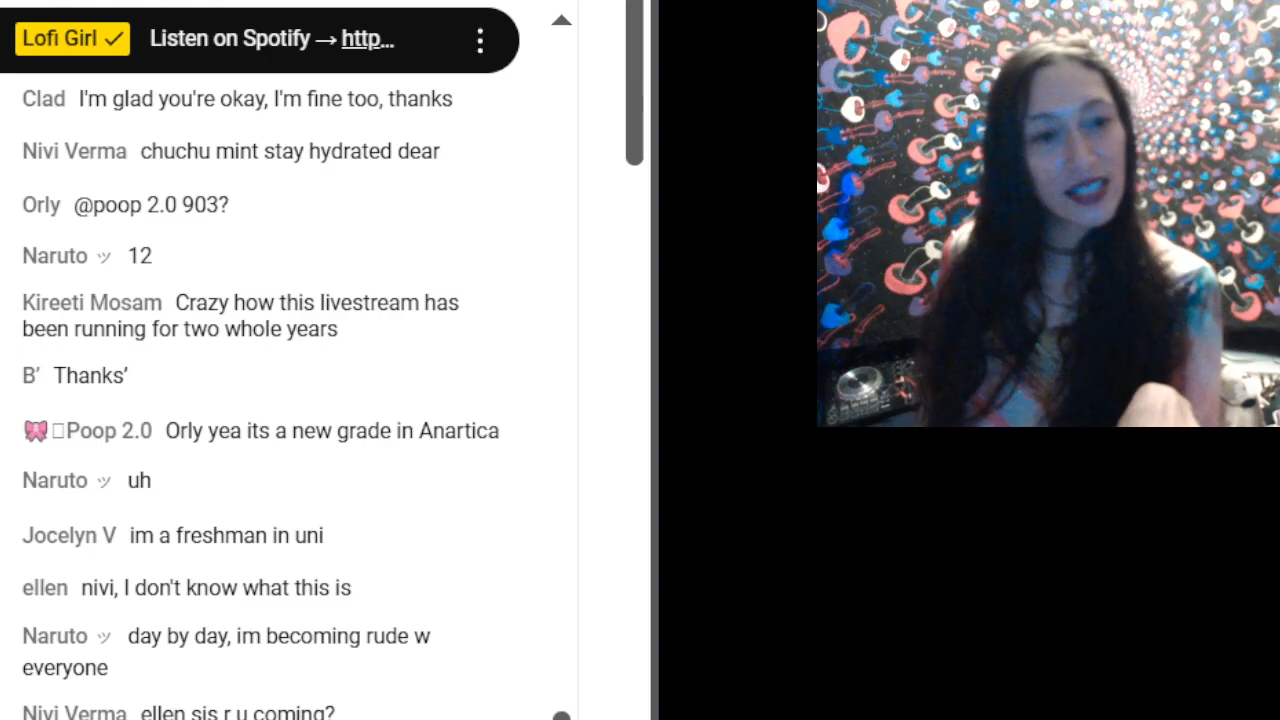 Lofi Girl ✓ Listen on Spotify → http...
Clad I'm glad you're okay, I'm fine too, thanks
Nivi Verma chuchu mint stay hydrated dear
Orly @poop 2.0 903?
Naruto ッ 12
Kireeti Mosam Crazy how this livestream has
been running for two whole years
B’ Thanks’
🎀□Poop 2.0 Orly yea its a new grade in Anartica
Naruto ッ uh
Jocelyn V im a freshman in uni
ellen nivi, I don't know what this is
Naruto ッ day by day, im becoming rude w
everyone
Nivi Verma ellen sis r u coming?